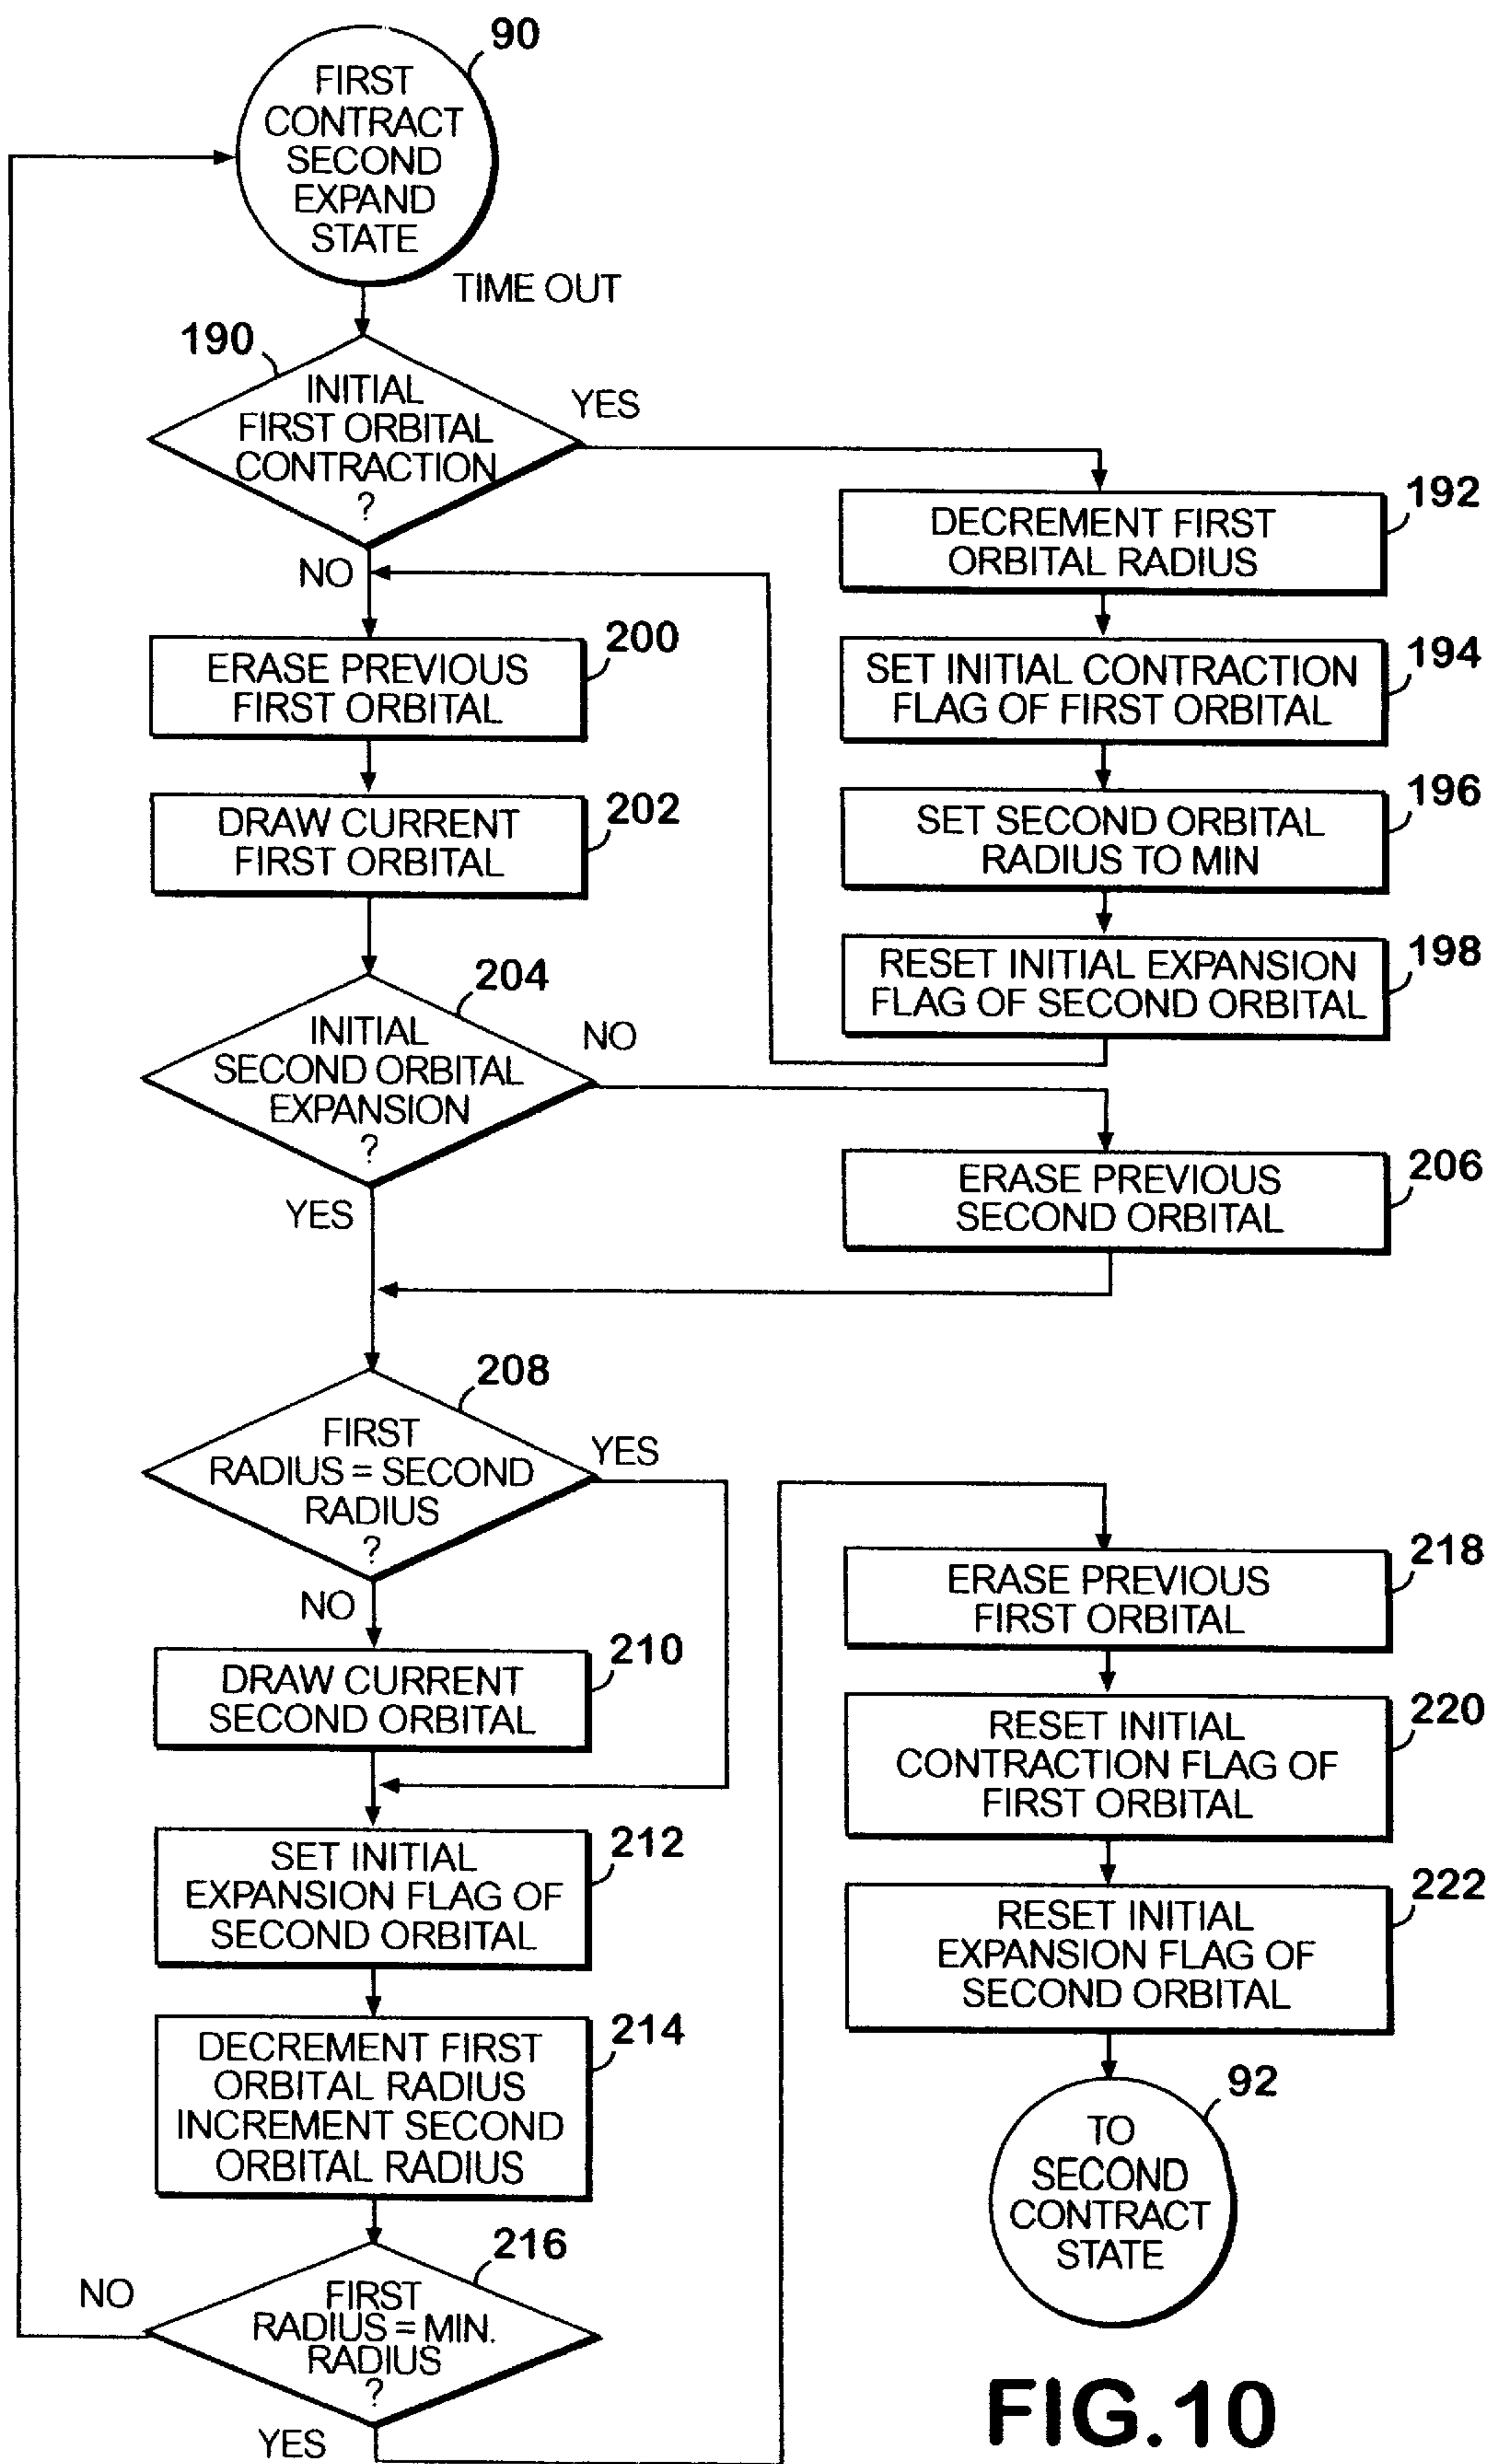 90
FIRST
CONTRACT
SECOND
EXPAND
STATE
TIME OUT
190
INITIAL
FIRST ORBITAL
CONTRACTION
?
YES
NO
192
DECREMENT FIRST
ORBITAL RADIUS
194
SET INITIAL CONTRACTION
FLAG OF FIRST ORBITAL
196
SET SECOND ORBITAL
RADIUS TO MIN
198
RESET INITIAL EXPANSION
FLAG OF SECOND ORBITAL
200
ERASE PREVIOUS
FIRST ORBITAL
202
DRAW CURRENT
FIRST ORBITAL
204
INITIAL
SECOND ORBITAL
EXPANSION
?
NO
YES
206
ERASE PREVIOUS
SECOND ORBITAL
208
FIRST
RADIUS = SECOND
RADIUS
?
YES
NO
210
DRAW CURRENT
SECOND ORBITAL
212
SET INITIAL
EXPANSION FLAG OF
SECOND ORBITAL
214
DECREMENT FIRST
ORBITAL RADIUS
INCREMENT SECOND
ORBITAL RADIUS
216
FIRST
RADIUS = MIN.
RADIUS
?
NO
YES
218
ERASE PREVIOUS
FIRST ORBITAL
220
RESET INITIAL
CONTRACTION FLAG OF
FIRST ORBITAL
222
RESET INITIAL
EXPANSION FLAG OF
SECOND ORBITAL
92
TO
SECOND
CONTRACT
STATE
FIG.10